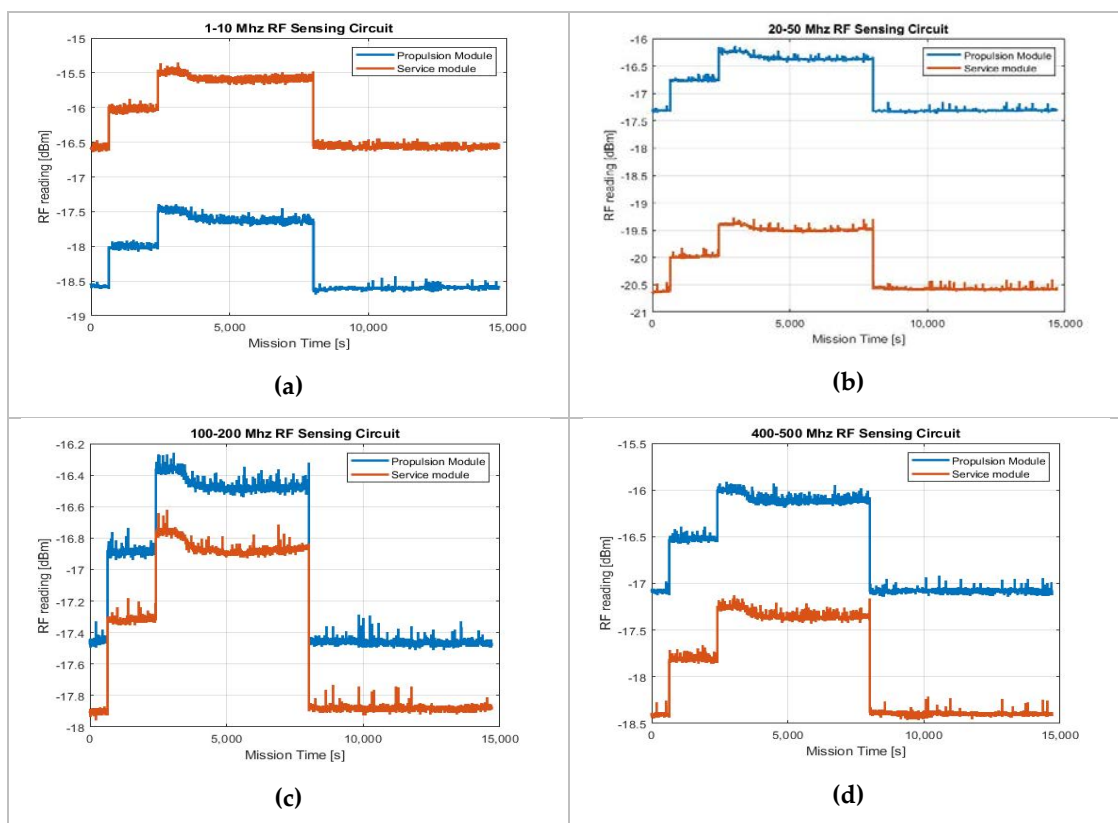 1-10 Mhz RF Sensing Circuit
-15
-15.5
-16
-16.5
-17
-17.5
-18
-18.5
-19
RF reading [dBm]
Propulsion Module
Service module
0
5,000
10,000
15,000
Mission Time [s]
(a)
20-50 Mhz RF Sensing Circuit
-16
-16.5
-17
-17.5
-18
-18.5
-19
-19.5
-20
-20.5
-21
RF reading [dBm]
Propulsion Module
Service module
0
5,000
10,000
15,000
Mission Time [s]
(b)
100-200 Mhz RF Sensing Circuit
-16.2
-16.4
-16.6
-16.8
-17
-17.2
-17.4
-17.6
-17.8
-18
RF reading [dBm]
Propulsion Module
Service module
0
5,000
10,000
15,000
Mission Time [s]
(c)
400-500 Mhz RF Sensing Circuit
-15.5
-16
-16.5
-17
-17.5
-18
-18.5
RF reading [dBm]
Propulsion Module
Service module
0
5,000
10,000
15,000
Mission Time [s]
(d)